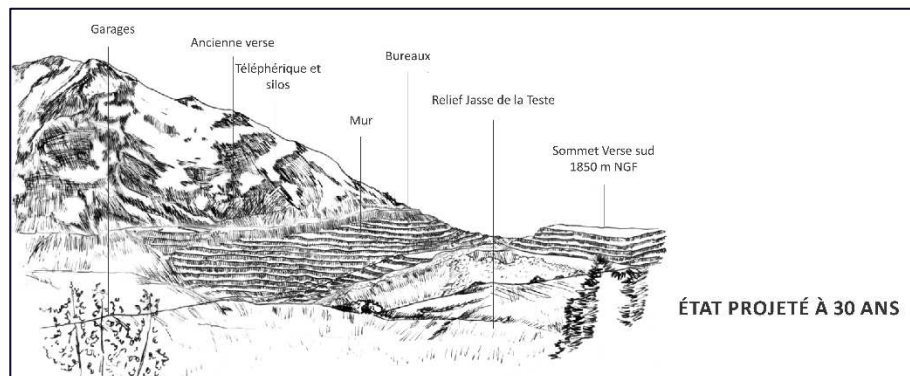 Garages
Ancienne verse
Téléphérique et
silos
Mur
Bureaux
Relief Jasse de la Teste
Sommet Verse sud
1850 m NGF
ÉTAT PROJETÉ À 30 ANS